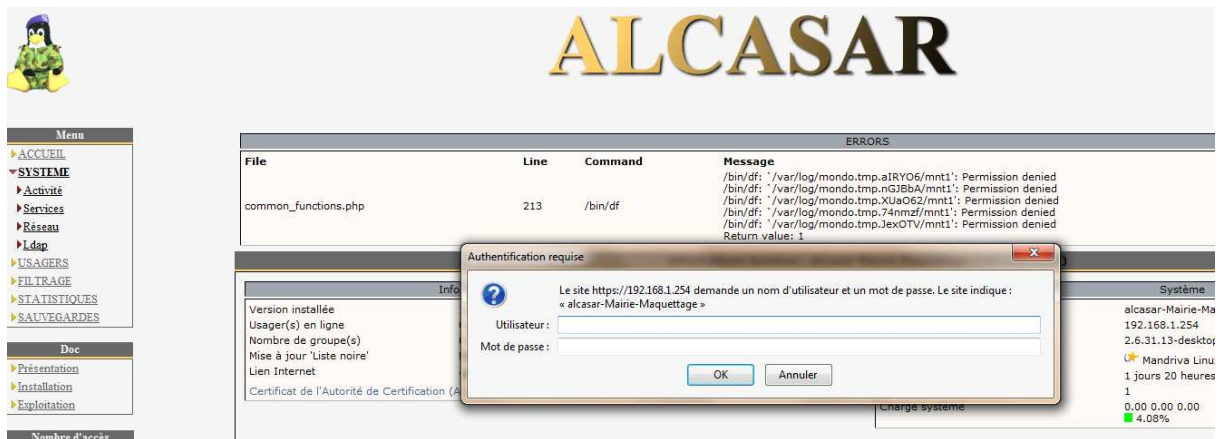 ALCASAR
Menu
ACCUEIL
SYSTEME
Activité
Services
Réseau
Ldap
USAGERS
FILTRAGE
STATISTIQUES
SAUVEGARDES
Doc
Présentation
Installation
Exploitation
Nombre d'accès
ERRORS
File Line Command Message
/bin/df: `/var/log/mondo.tmp.aIRYO6/mnt1': Permission denied
/bin/df: `/var/log/mondo.tmp.nGJBbA/mnt1': Permission denied
common_functions.php 213 /bin/df /bin/df: `/var/log/mondo.tmp.XUaO62/mnt1': Permission denied
/bin/df: `/var/log/mondo.tmp.74nmzf/mnt1': Permission denied
/bin/df: `/var/log/mondo.tmp.JexOTV/mnt1': Permission denied
Return value: 1
Authentification requise
Le site https://192.168.1.254 demande un nom d'utilisateur et un mot de passe. Le site indique :
« alcasar-Mairie-Maquettage »
Utilisateur :
Mot de passe :
OK Annuler
Info
Version installée
Usager(s) en ligne
Nombre de groupe(s)
Mise à jour 'Liste noire'
Lien Internet
Certificat de l'Autorité de Certification (A
Système
alcasar-Mairie-Ma
192.168.1.254
2.6.31.13-desktop
Mandriva Linu
1 jours 20 heures
1
Charge système 0.00 0.00 0.00
4.08%